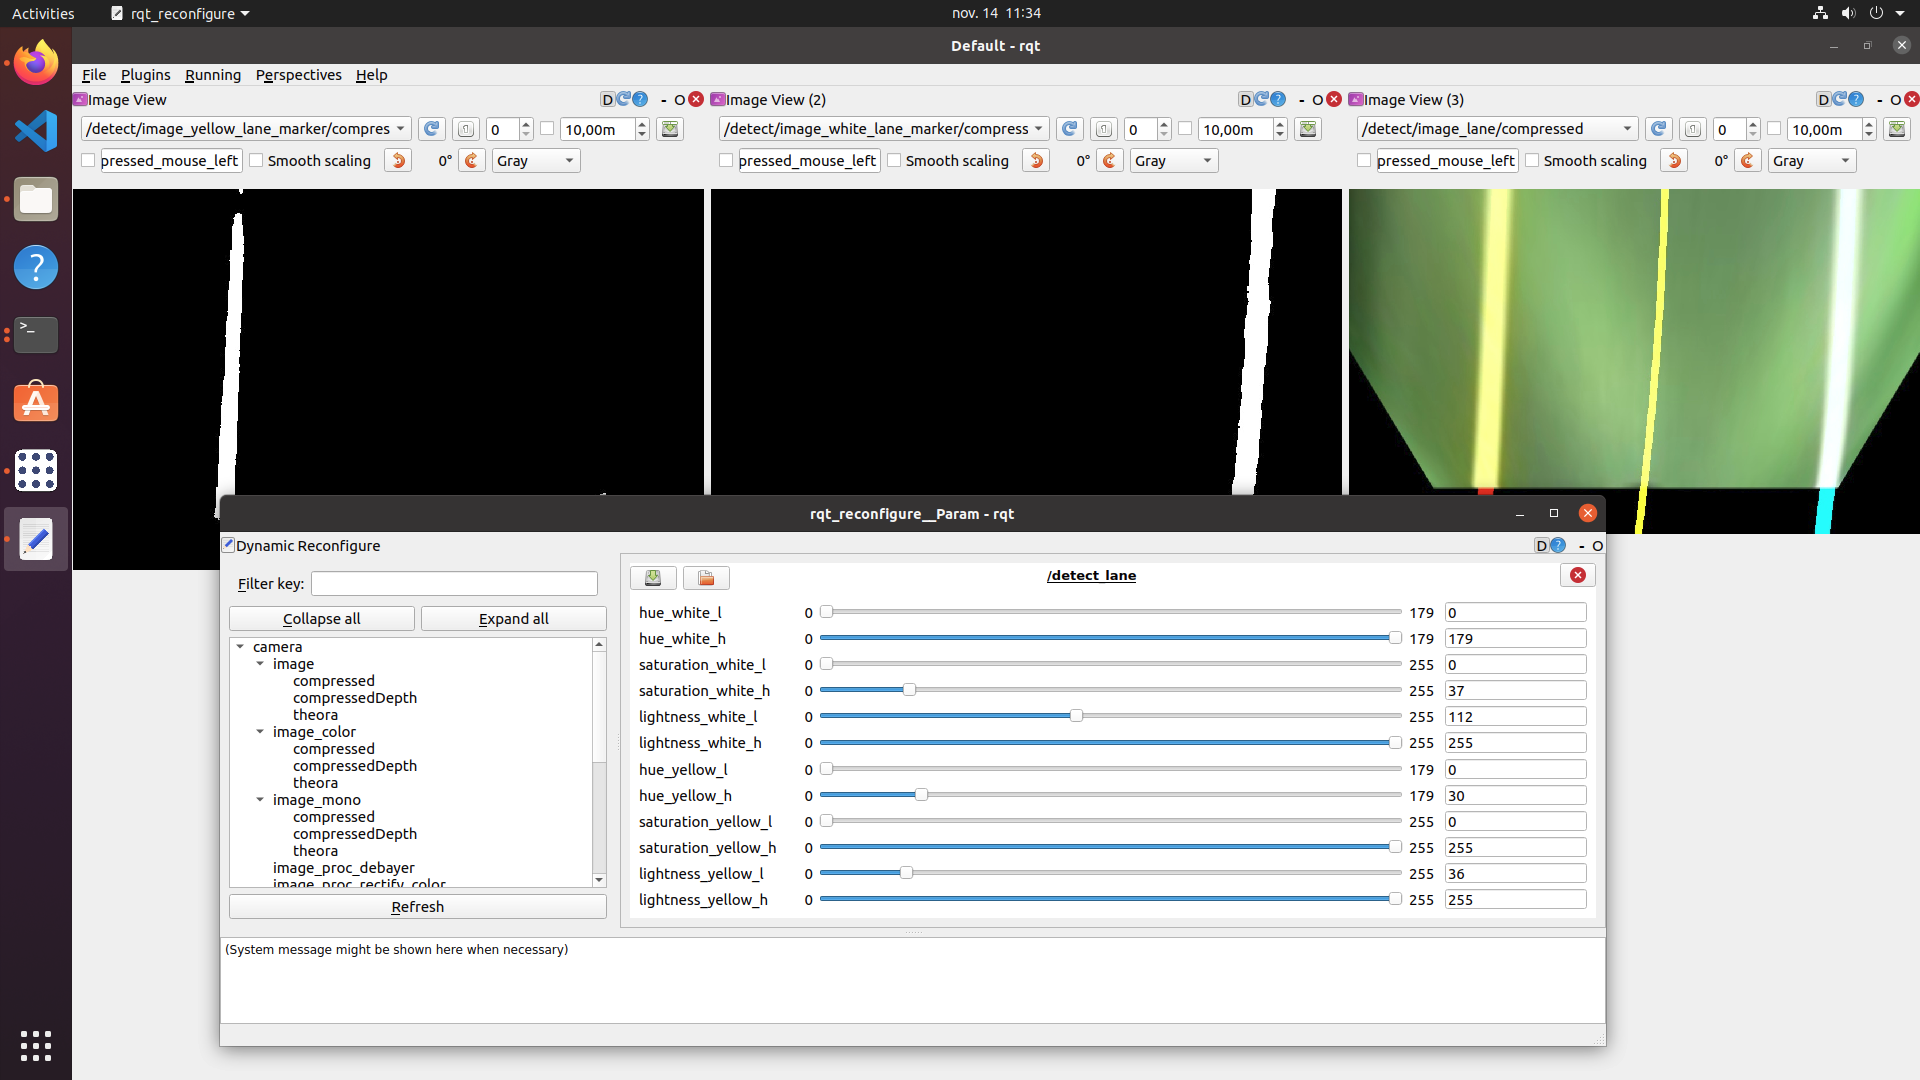 Activities rqt_reconfigure nov. 14 11:34
Default - rqt
File Plugins Running Perspectives Help
Image View D - O Image View (2) D - O Image View (3) D - O
/detect/image_yellow_lane_marker/compres 0 10,00m /detect/image_white_lane_marker/compress 0 10,00m /detect/image_lane/compressed 0 10,00m
pressed_mouse_left Smooth scaling 0° Gray pressed_mouse_left Smooth scaling 0° Gray pressed_mouse_left Smooth scaling 0° Gray
rqt_reconfigure__Param - rqt
Dynamic Reconfigure D - O
Filter key:
Collapse all Expand all
camera
image
compressed
compressedDepth
theora
image_color
compressed
compressedDepth
theora
image_mono
compressed
compressedDepth
theora
image_proc_debayer
image_proc_rectify_color
Refresh
/detect_lane
hue_white_l 0 179 0
hue_white_h 0 179 179
saturation_white_l 0 255 0
saturation_white_h 0 255 37
lightness_white_l 0 255 112
lightness_white_h 0 255 255
hue_yellow_l 0 179 0
hue_yellow_h 0 179 30
saturation_yellow_l 0 255 0
saturation_yellow_h 0 255 255
lightness_yellow_l 0 255 36
lightness_yellow_h 0 255 255
(System message might be shown here when necessary)